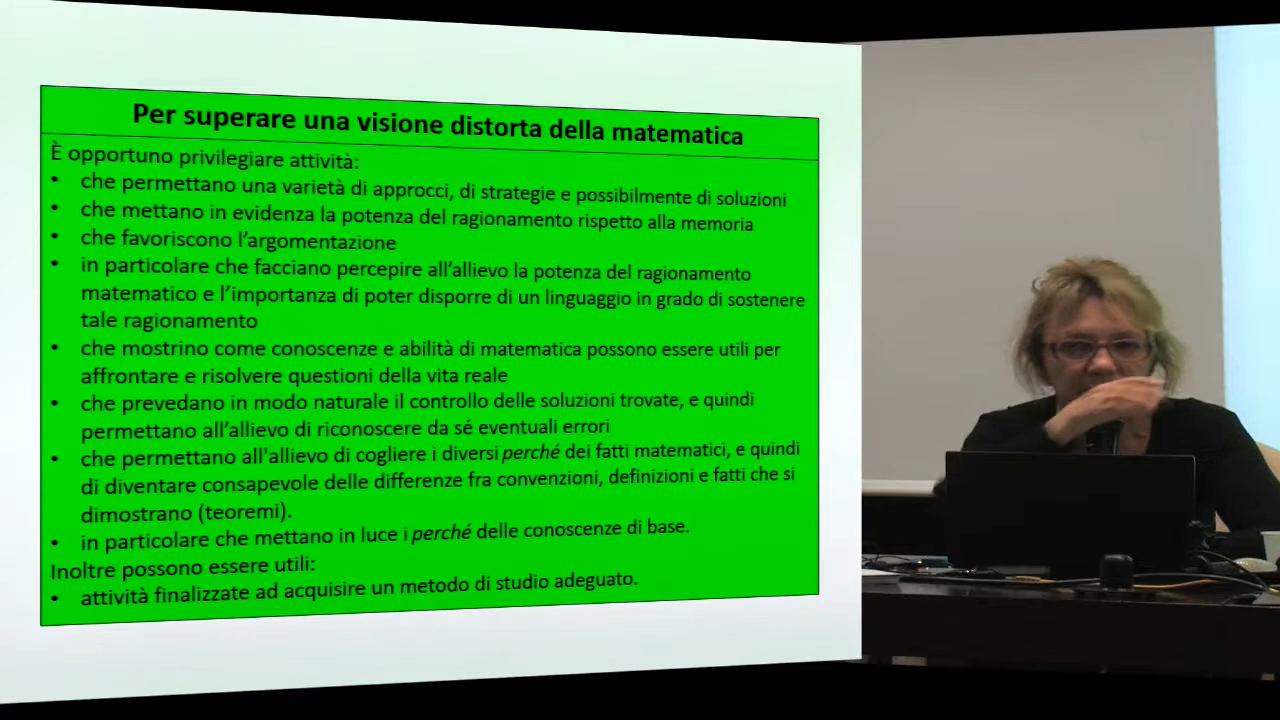 Per superare una visione distorta della matematica
È opportuno privilegiare attività:
• che permettano una varietà di approcci, di strategie e possibilmente di soluzioni
• che mettano in evidenza la potenza del ragionamento rispetto alla memoria
• che favoriscono l’argomentazione
• in particolare che facciano percepire all’allievo la potenza del ragionamento
matematico e l’importanza di poter disporre di un linguaggio in grado di sostenere
tale ragionamento
• che mostrino come conoscenze e abilità di matematica possono essere utili per
affrontare e risolvere questioni della vita reale
• che prevedano in modo naturale il controllo delle soluzioni trovate, e quindi
permettano all’allievo di riconoscere da sé eventuali errori
• che permettano all'allievo di cogliere i diversi perché dei fatti matematici, e quindi
di diventare consapevole delle differenze fra convenzioni, definizioni e fatti che si
dimostrano (teoremi).
• in particolare che mettano in luce i perché delle conoscenze di base.
Inoltre possono essere utili:
• attività finalizzate ad acquisire un metodo di studio adeguato.